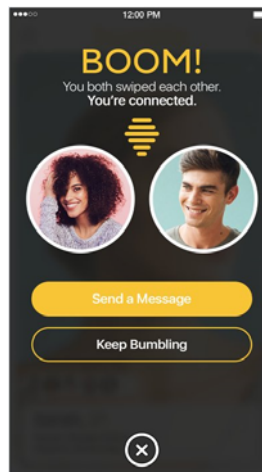 12:00 PM
BOOM!
You both swiped each other.
You're connected.
Send a Message
Keep Bumbling